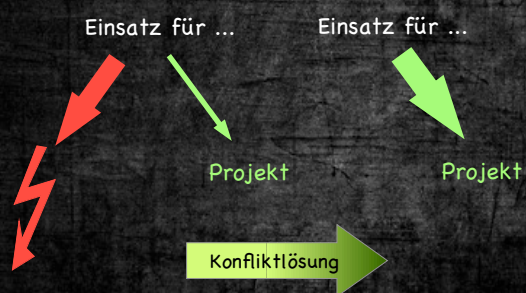 Einsatz für ...
Einsatz für ...
Projekt
Projekt
Konfliktlösung